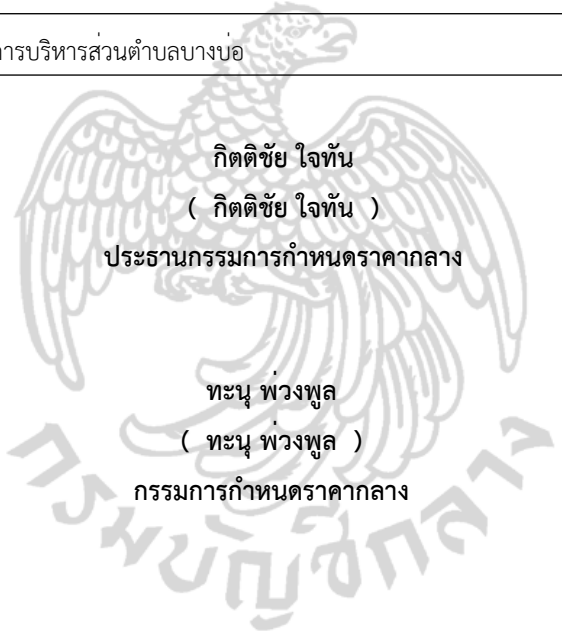 การบริหารส่วนตำบลบางบ่อ
กิตติชัย ใจทัน
( กิตติชัย ใจทัน )
ประธานกรรมการกำหนดราคากลาง
ทะนุ พ่วงพูล
( ทะนุ พ่วงพูล )
กรรมการกำหนดราคากลาง
กรมบัญชีกลาง